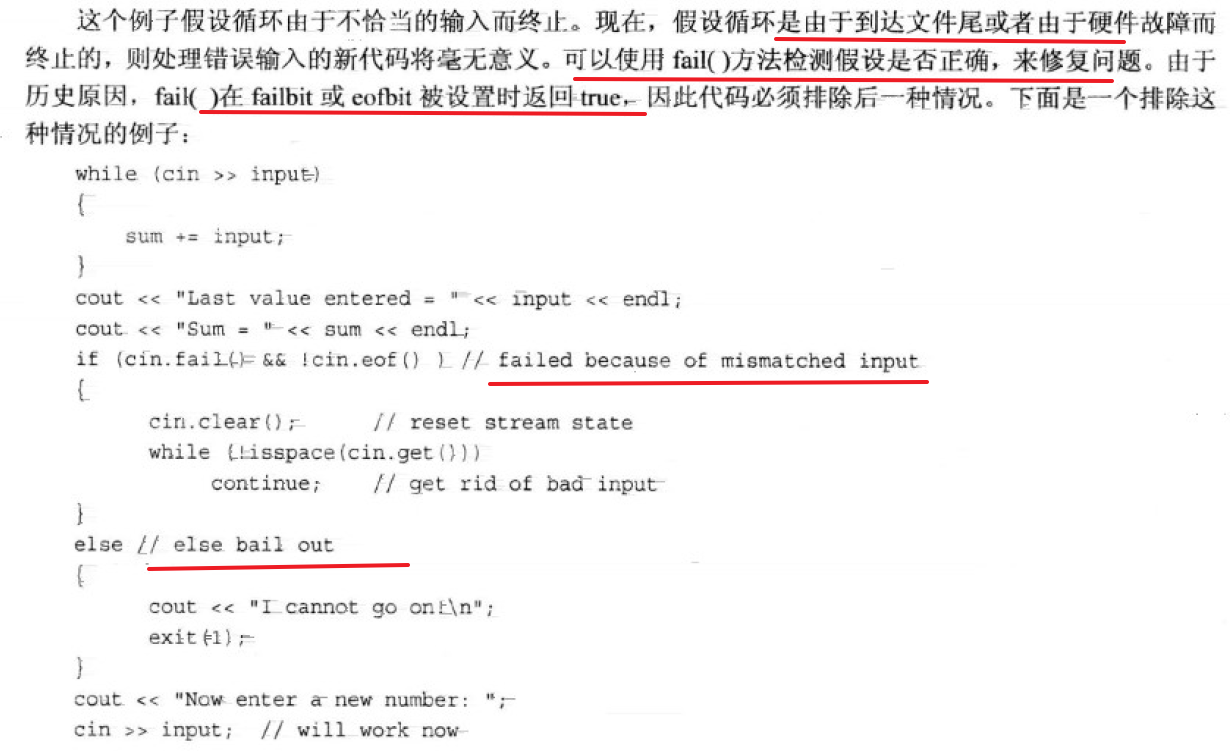 这个例子假设循环由于不恰当的输入而终止。现在，假设循环是由于到达文件尾或者由于硬件故障而
终止的，则处理错误输入的新代码将毫无意义。可以使用 fail( )方法检测假设是否正确，来修复问题。由于
历史原因，fail( )在 failbit 或 eofbit 被设置时返回 true，因此代码必须排除后一种情况。下面是一个排除这
种情况的例子：
while (cin >> input)
{
sum += input;
}
cout << "Last value entered = " << input << endl;
cout << "Sum = " << sum << endl;
if (cin.fail() && !cin.eof() ) // failed because of mismatched input
{
cin.clear(); // reset stream state
while (!isspace(cin.get()))
continue; // get rid of bad input
}
else // else bail out
{
cout << "I cannot go on!\n";
exit(1);
}
cout << "Now enter a new number: ";
cin >> input; // will work now